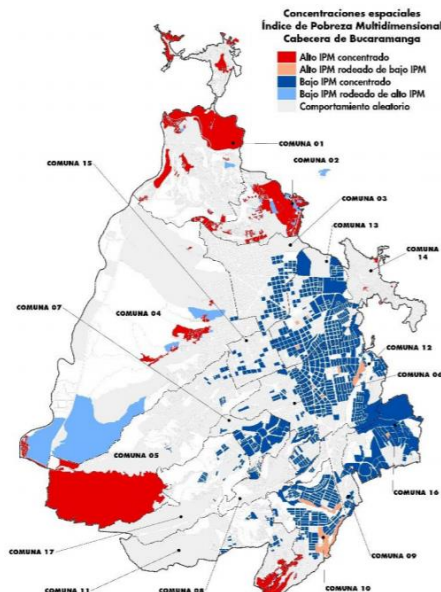 Concentraciones espaciales
Índice de Pobreza Multidimensional
Cabecera de Bucaramanga
Alto IPM concentrado
Alto IPM rodeado de bajo IPM
Bajo IPM concentrado
Bajo IPM rodeado de alto IPM
Comportamiento aleatorio
COMUNA 01
COMUNA 15
COMUNA 02
COMUNA 03
COMUNA 13
COMUNA 14
COMUNA 07
COMUNA 04
COMUNA 12
COMUNA 06
COMUNA 05
COMUNA 16
COMUNA 17
COMUNA 09
COMUNA 11
COMUNA 08
COMUNA 10